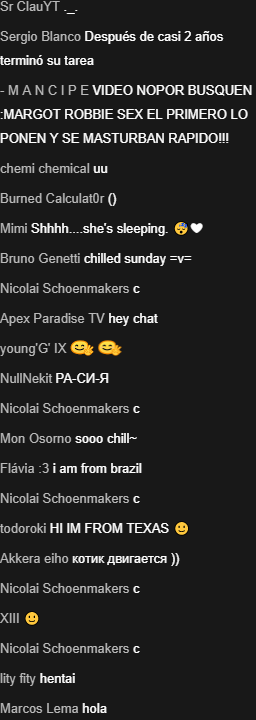 Sr ClauYT ._.
Sergio Blanco Después de casi 2 años
terminó su tarea
- M A N C I P E VIDEO NOPOR BUSQUEN
:MARGOT ROBBIE SEX EL PRIMERO LO
PONEN Y SE MASTURBAN RAPIDO!!!
chemi chemical uu
Burned Calculat0r ()
Mimi Shhhh....she's sleeping. 😴🤍
Bruno Genetti chilled sunday =v=
Nicolai Schoenmakers c
Apex Paradise TV hey chat
young'G' IX
NullNekit РА-СИ-Я
Nicolai Schoenmakers c
Mon Osorno sooo chill~
Flávia :3 i am from brazil
Nicolai Schoenmakers c
todoroki HI IM FROM TEXAS 🙂
Akkera eiho котик двигается ))
Nicolai Schoenmakers c
XIII 🙂
Nicolai Schoenmakers c
lity fity hentai
Marcos Lema hola